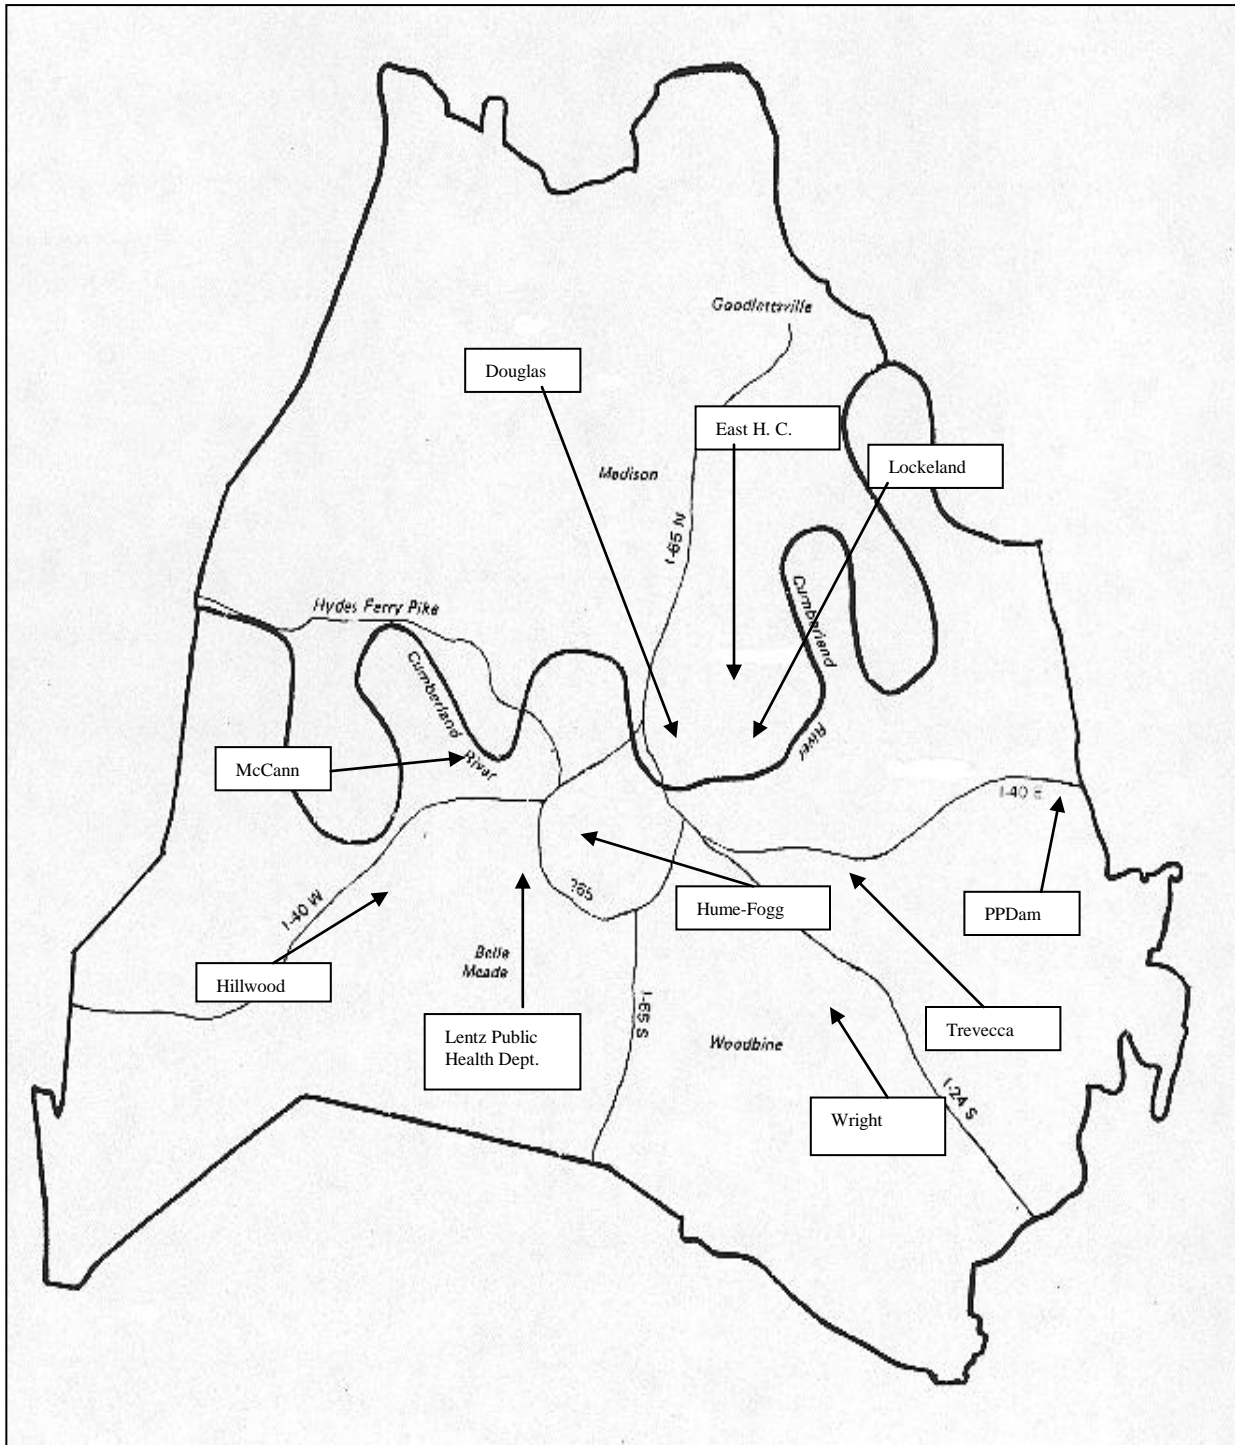 Goodlettsville
Douglas
East H. C.
Madison
Lockeland
I-65 N
Hydes Ferry Pike
Cumberland
River
Cumberland
River
McCann
I-40 E
I-40 W
265
Hume-Fogg
PPDam
Belle
Meade
Hillwood
I-65 S
Lentz Public
Health Dept.
Woodbine
Trevecca
I-24 S
Wright